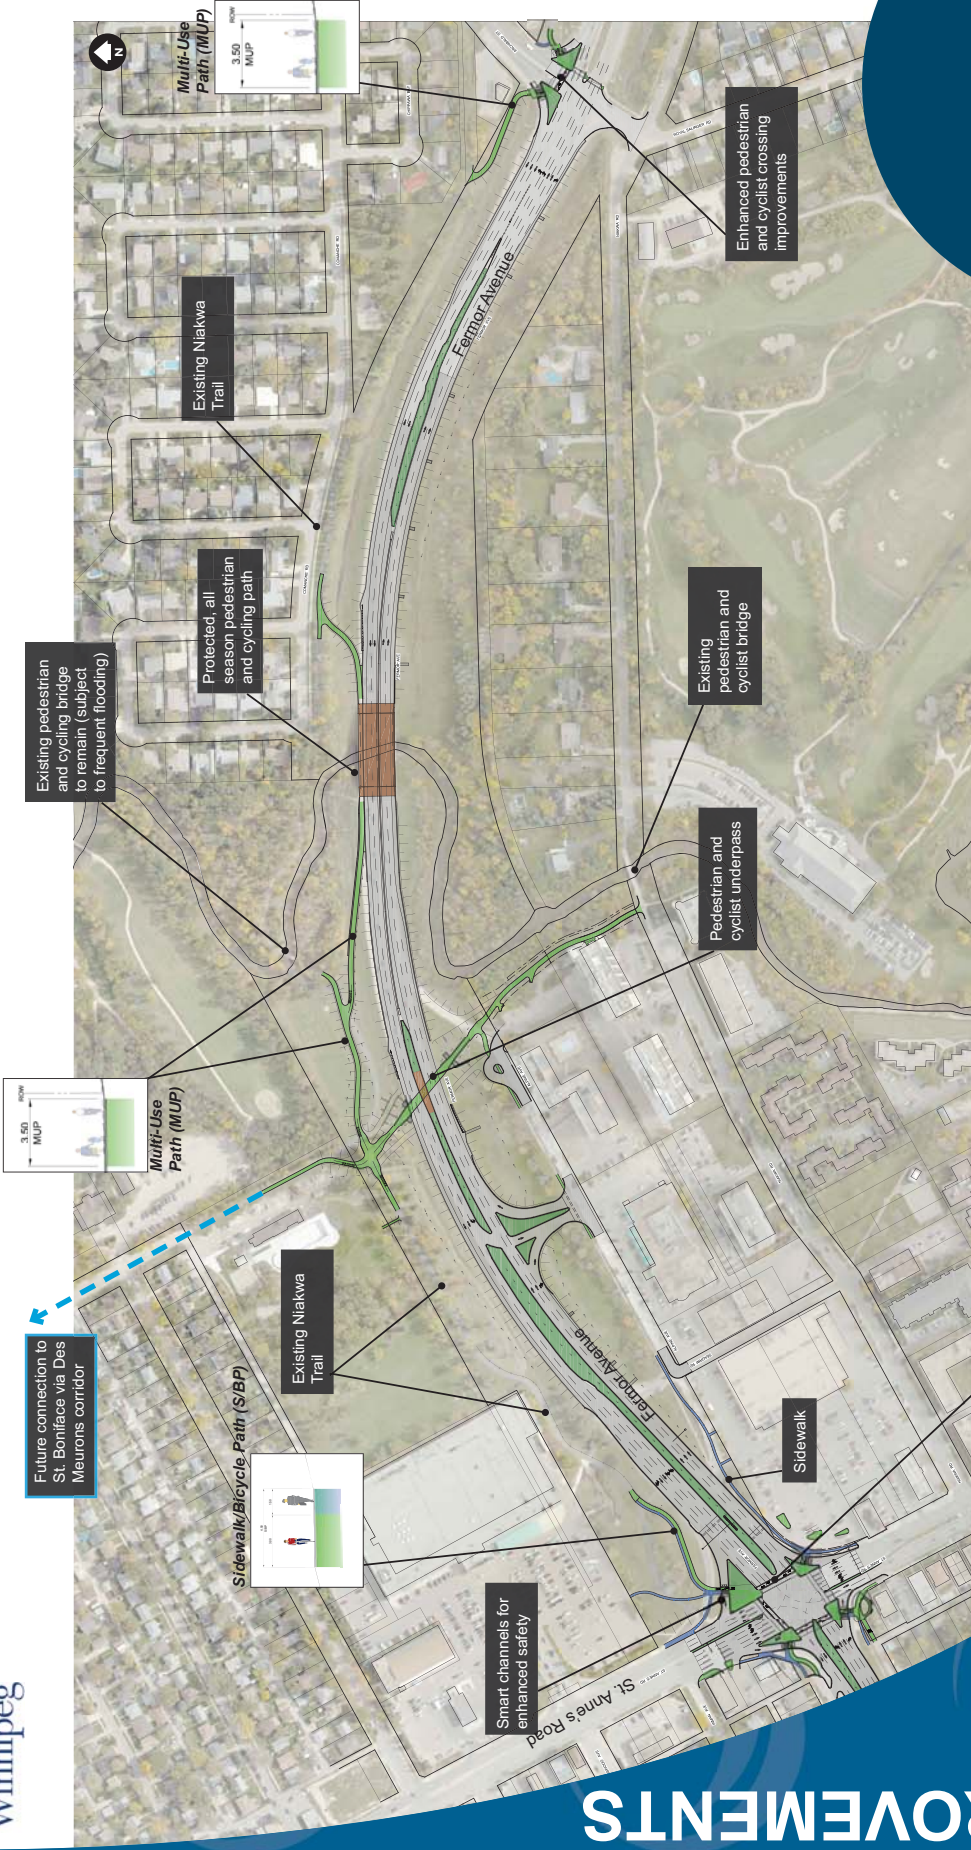 Winnipeg
Future connection to
St. Boniface via Des
Meurons corridor
Multi-Use
Path (MUP)
3.50
MUP
ROW
Existing pedestrian
and cycling bridge
to remain (subject
to frequent flooding)
Protected, all
season pedestrian
and cycling path
Existing Niakwa
Trail
Multi-Use
Path (MUP)
3.50
MUP
ROW
N
Sidewalk/Bicycle Path (S/BP)
Existing Niakwa
Trail
Smart channels for
enhanced safety
St. Anne's Road
Fermor Avenue
Fermor Avenue
Sidewalk
Pedestrian and
cyclist underpass
Existing
pedestrian and
cyclist bridge
Enhanced pedestrian
and cyclist crossing
improvements
OVEMENTS